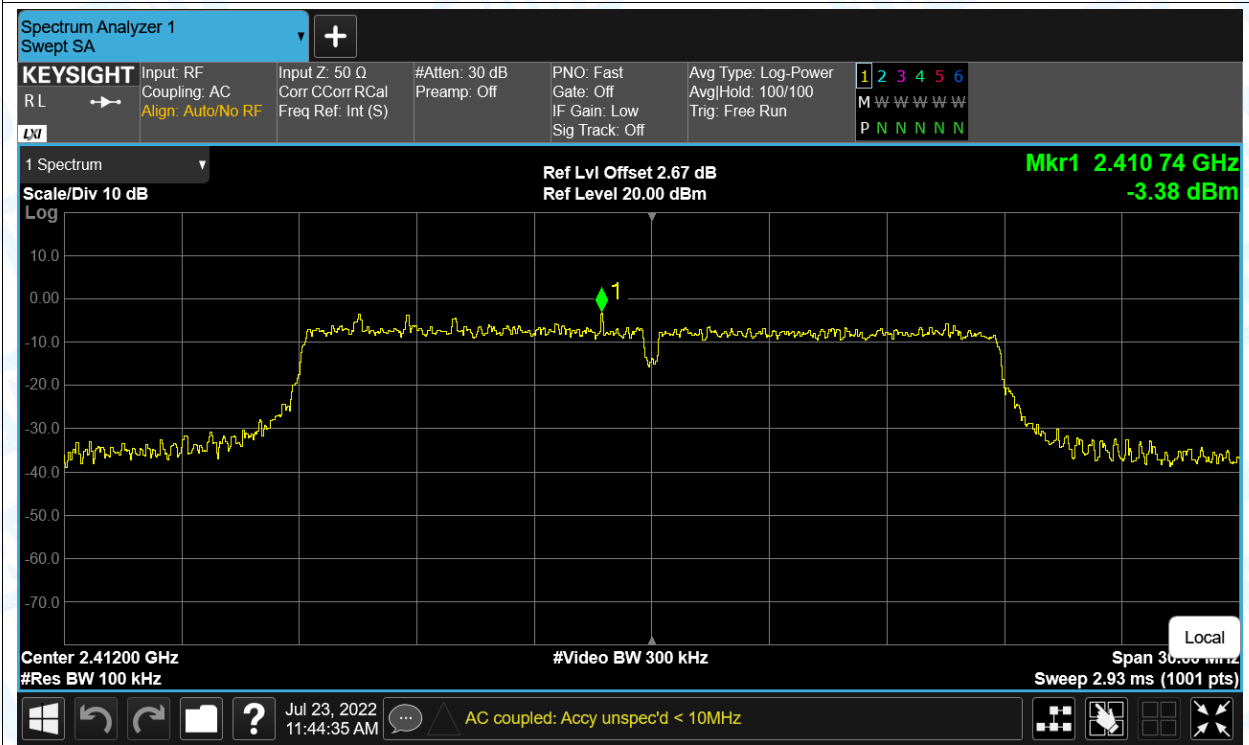 Spectrum Analyzer 1
Swept SA
KEYSIGHT
R L
LXI
Input: RF
Coupling: AC
Align: Auto/No RF
Input Z: 50 Ω
Corr CCorr RCal
Freq Ref: Int (S)
#Atten: 30 dB
Preamp: Off
PNO: Fast
Gate: Off
IF Gain: Low
Sig Track: Off
Avg Type: Log-Power
Avg|Hold: 100/100
Trig: Free Run
1 2 3 4 5 6
M W W W W W
P N N N N N
1 Spectrum
Scale/Div 10 dB
Log
Ref Lvl Offset 2.67 dB
Ref Level 20.00 dBm
Mkr1 2.410 74 GHz
-3.38 dBm
10.0
0.00
-10.0
-20.0
-30.0
-40.0
-50.0
-60.0
-70.0
1
Center 2.41200 GHz
#Res BW 100 kHz
#Video BW 300 kHz
Local
Span 30.00 MHz
Sweep 2.93 ms (1001 pts)
?
Jul 23, 2022
11:44:35 AM
AC coupled: Accy unspec'd < 10MHz